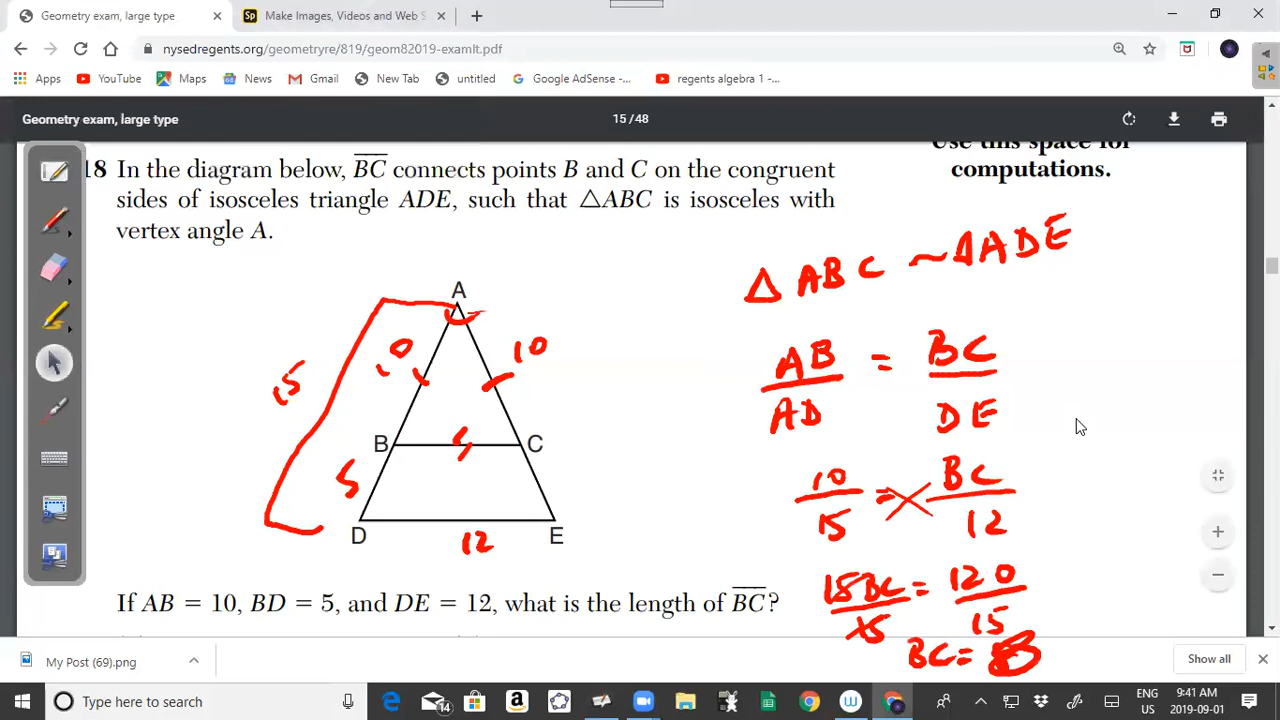 Geometry exam, large type
Make Images, Videos and Web S
nysedregents.org/geometryre/819/geom82019-examlt.pdf
Apps YouTube Maps News Gmail New Tab untitled Google AdSense -... regents algebra 1 -...
Geometry exam, large type
15 / 48
Use this space for
computations.
18 In the diagram below, BC connects points B and C on the congruent
sides of isosceles triangle ADE, such that △ABC is isosceles with
vertex angle A.
△ ABC ~ △ADE
A
10
10
15
AB/AD = BC/DE
B
C
5
D
12
E
10/15 = BC/12
If AB = 10, BD = 5, and DE = 12, what is the length of BC?
15BC/15 = 120/15
BC = 8
My Post (69).png
Show all
Type here to search
14
ENG
US
9:41 AM
2019-09-01